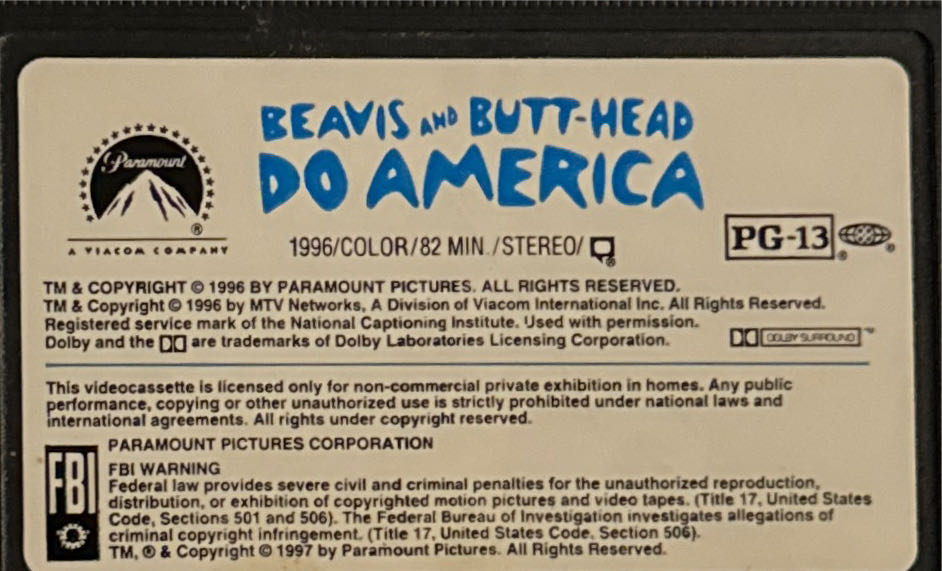 BEAVIS AND BUTT-HEAD
DO AMERICA
Paramount
®
A VIACOM COMPANY
1996/COLOR/82 MIN./STEREO/ ®
PG-13 ® ®
TM & COPYRIGHT © 1996 BY PARAMOUNT PICTURES. ALL RIGHTS RESERVED.
TM & Copyright © 1996 by MTV Networks, A Division of Viacom International Inc. All Rights Reserved.
Registered service mark of the National Captioning Institute. Used with permission.
Dolby and the are trademarks of Dolby Laboratories Licensing Corporation.
DOLBY SURROUND ™
This videocassette is licensed only for non-commercial private exhibition in homes. Any public
performance, copying or other unauthorized use is strictly prohibited under national laws and
international agreements. All rights under copyright reserved.
PARAMOUNT PICTURES CORPORATION
FBI
FBI WARNING
Federal law provides severe civil and criminal penalties for the unauthorized reproduction,
distribution, or exhibition of copyrighted motion pictures and video tapes. (Title 17, United States
Code, Sections 501 and 506). The Federal Bureau of Investigation investigates allegations of
criminal copyright infringement. (Title 17, United States Code, Section 506).
TM, ® & Copyright © 1997 by Paramount Pictures. All Rights Reserved.